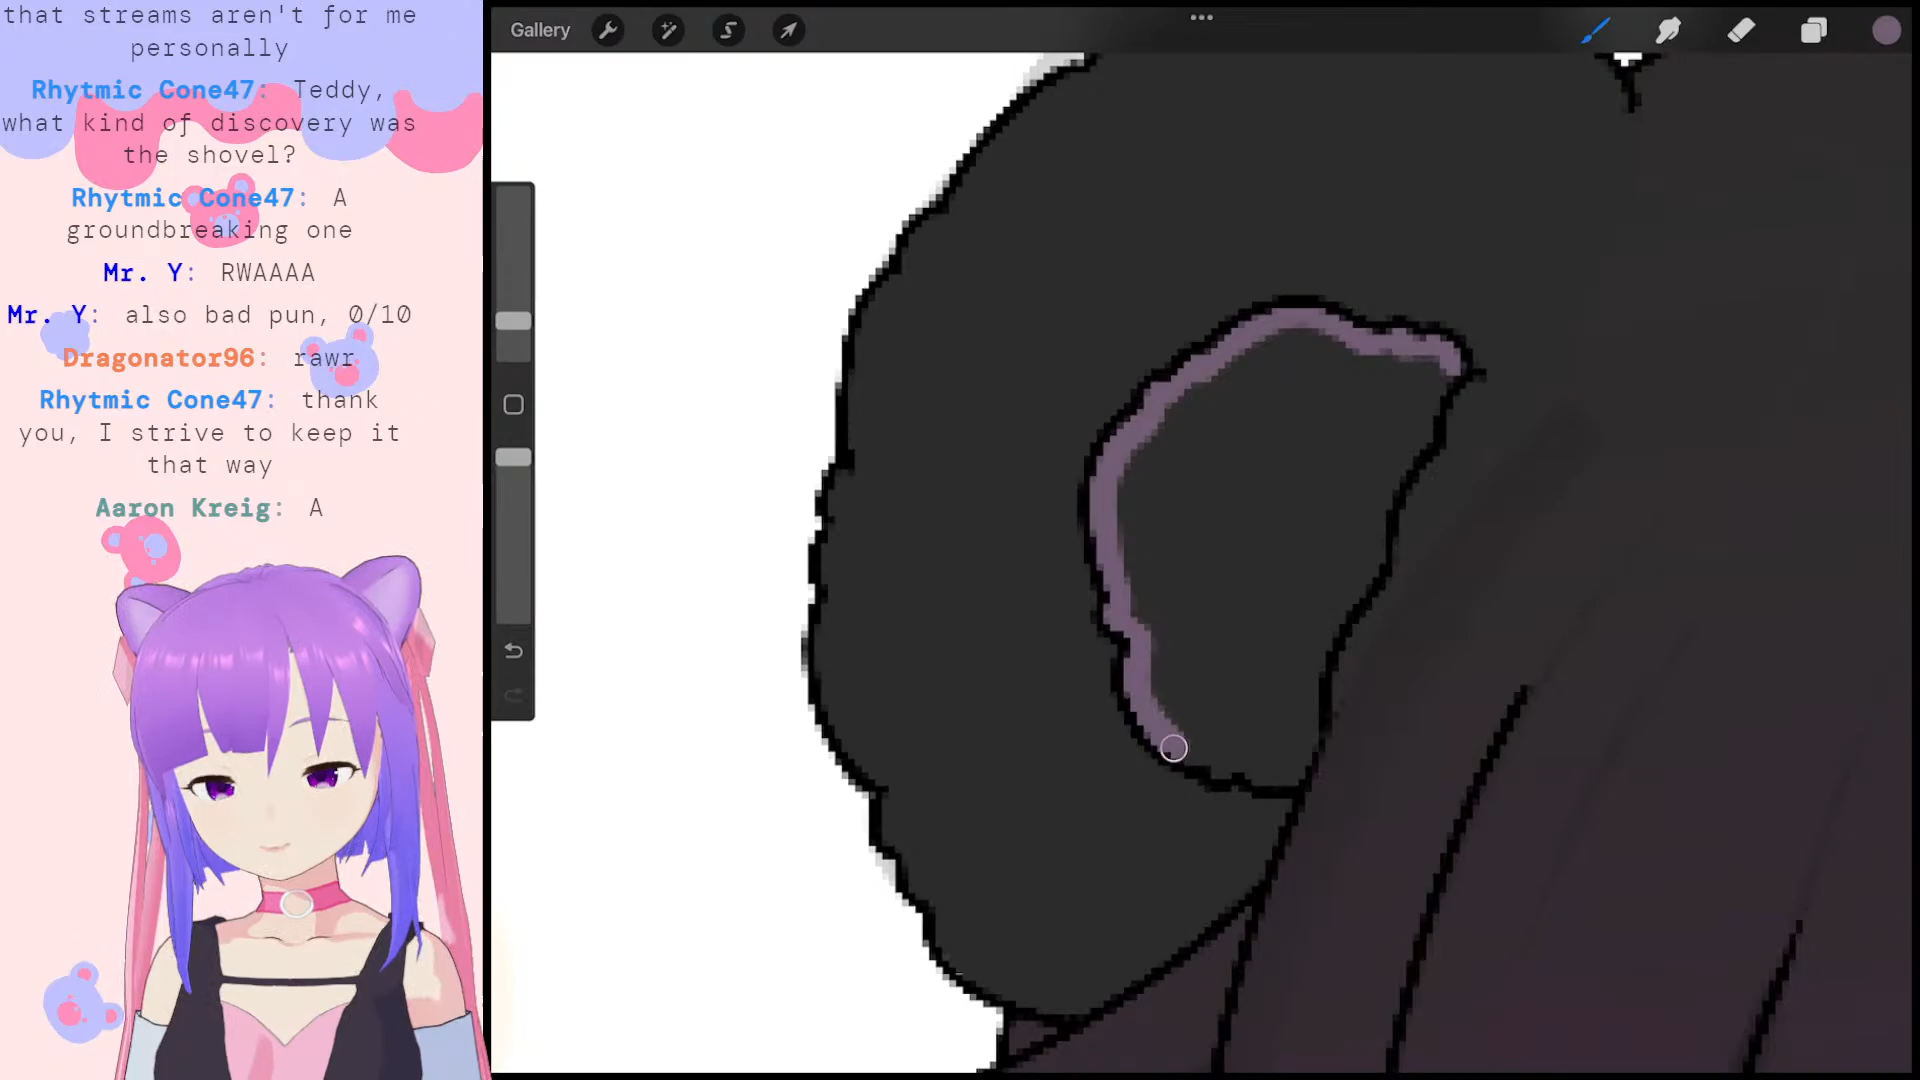 that streams aren't for me
personally
Rhytmic Cone47: Teddy,
what kind of discovery was
the shovel?
Rhytmic Cone47: A
groundbreaking one
Mr. Y: RWAAAA
Mr. Y: also bad pun, 0/10
Dragonator96: rawr
Rhytmic Cone47: thank
you, I strive to keep it
that way
Aaron Kreig: A
Gallery